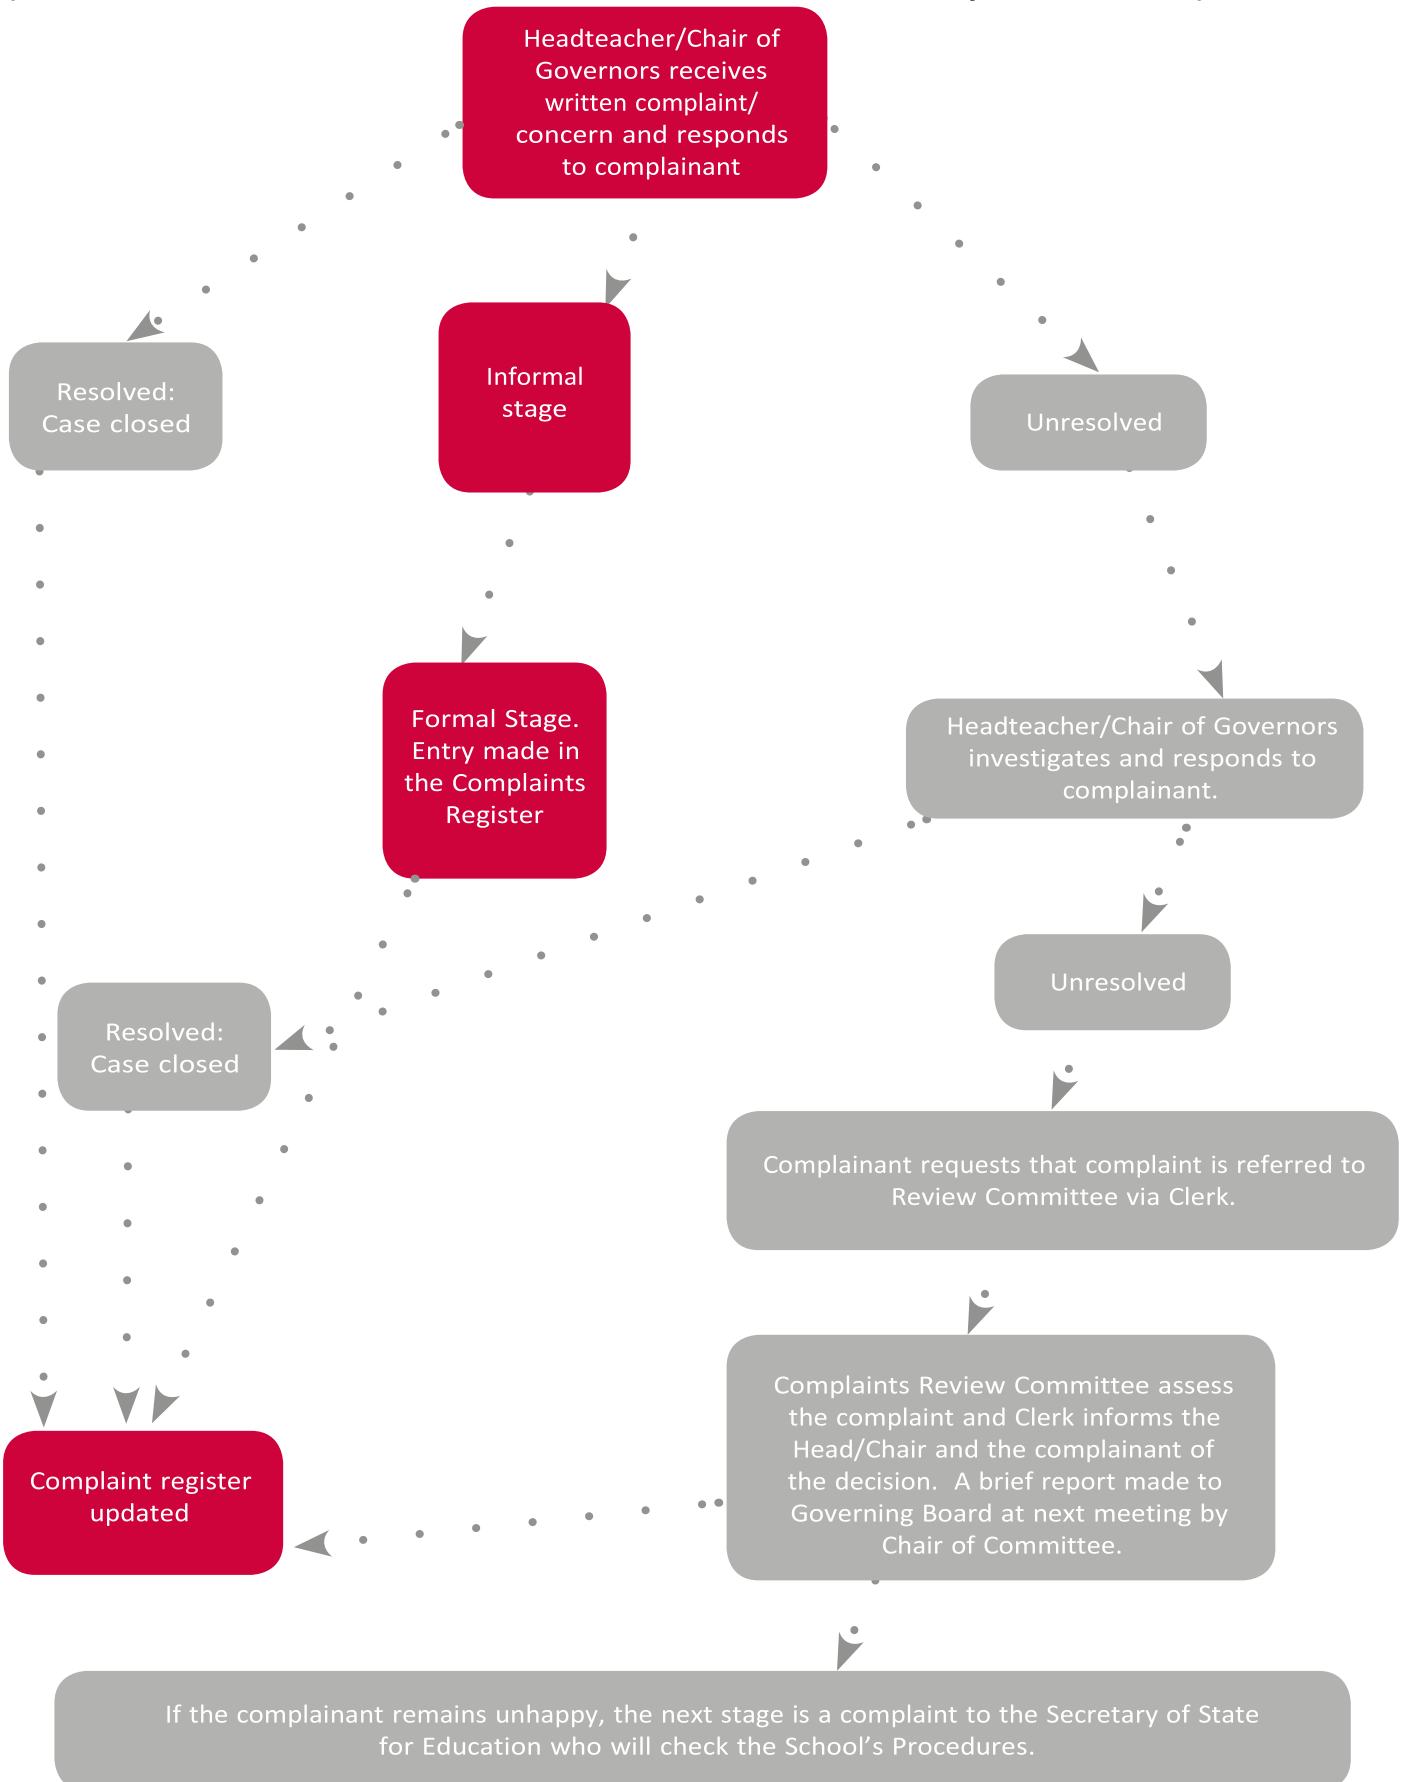 Headteacher/Chair of
Governors receives
written complaint/
concern and responds
to complainant
Resolved:
Case closed
Informal
stage
Unresolved
Formal Stage.
Entry made in
the Complaints
Register
Headteacher/Chair of Governors
investigates and responds to
complainant.
Resolved:
Case closed
Unresolved
Complainant requests that complaint is referred to
Review Committee via Clerk.
Complaints Review Committee assess
the complaint and Clerk informs the
Head/Chair and the complainant of
the decision.  A brief report made to
Governing Board at next meeting by
Chair of Committee.
Complaint register
updated
If the complainant remains unhappy, the next stage is a complaint to the Secretary of State
for Education who will check the School’s Procedures.